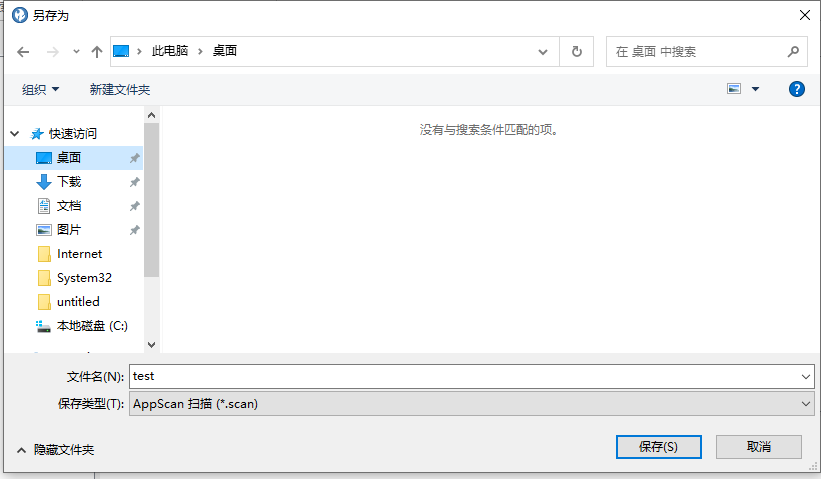 另存为
此电脑 › 桌面
在 桌面 中搜索
组织 新建文件夹
没有与搜索条件匹配的项。
快速访问
桌面
下载
文档
图片
Internet
System32
untitled
本地磁盘 (C:)
文件名(N): test
保存类型(T): AppScan 扫描 (*.scan)
隐藏文件夹 保存(S) 取消